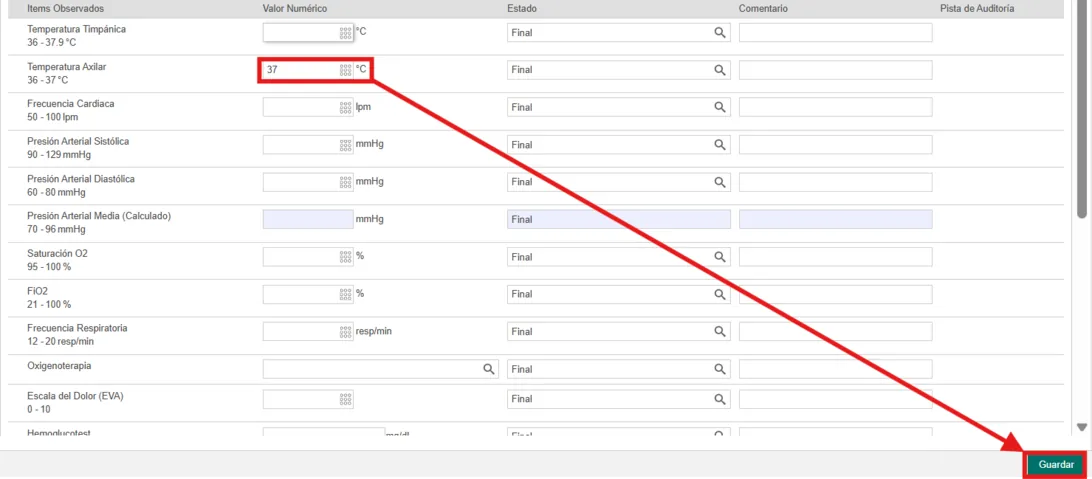 Items Observados Valor Numérico Estado Comentario Pista de Auditoría
Temperatura Timpánica °C Final
36 - 37.9 °C
Temperatura Axilar 37 °C Final
36 - 37 °C
Frecuencia Cardiaca lpm Final
50 - 100 lpm
Presión Arterial Sistólica mmHg Final
90 - 129 mmHg
Presión Arterial Diastólica mmHg Final
60 - 80 mmHg
Presión Arterial Media (Calculado) mmHg Final
70 - 96 mmHg
Saturación O2 % Final
95 - 100 %
FiO2 % Final
21 - 100 %
Frecuencia Respiratoria resp/min Final
12 - 20 resp/min
Oxigenoterapia Final
Escala del Dolor (EVA) Final
0 - 10
Hemoglucotest mg/dl Final
Guardar